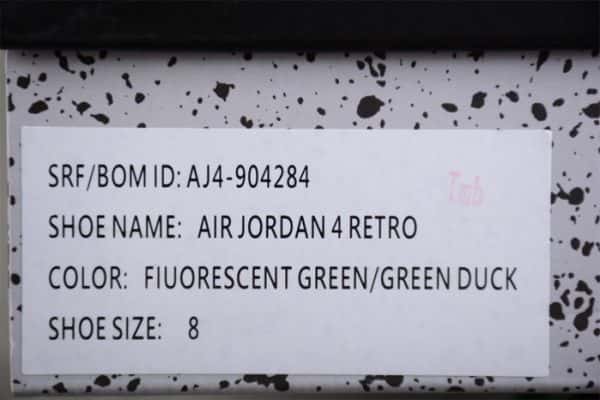 SRF/BOM ID: AJ4-904284
SHOE NAME: AIR JORDAN 4 RETRO
COLOR: FIUORESCENT GREEN/GREEN DUCK
SHOE SIZE: 8